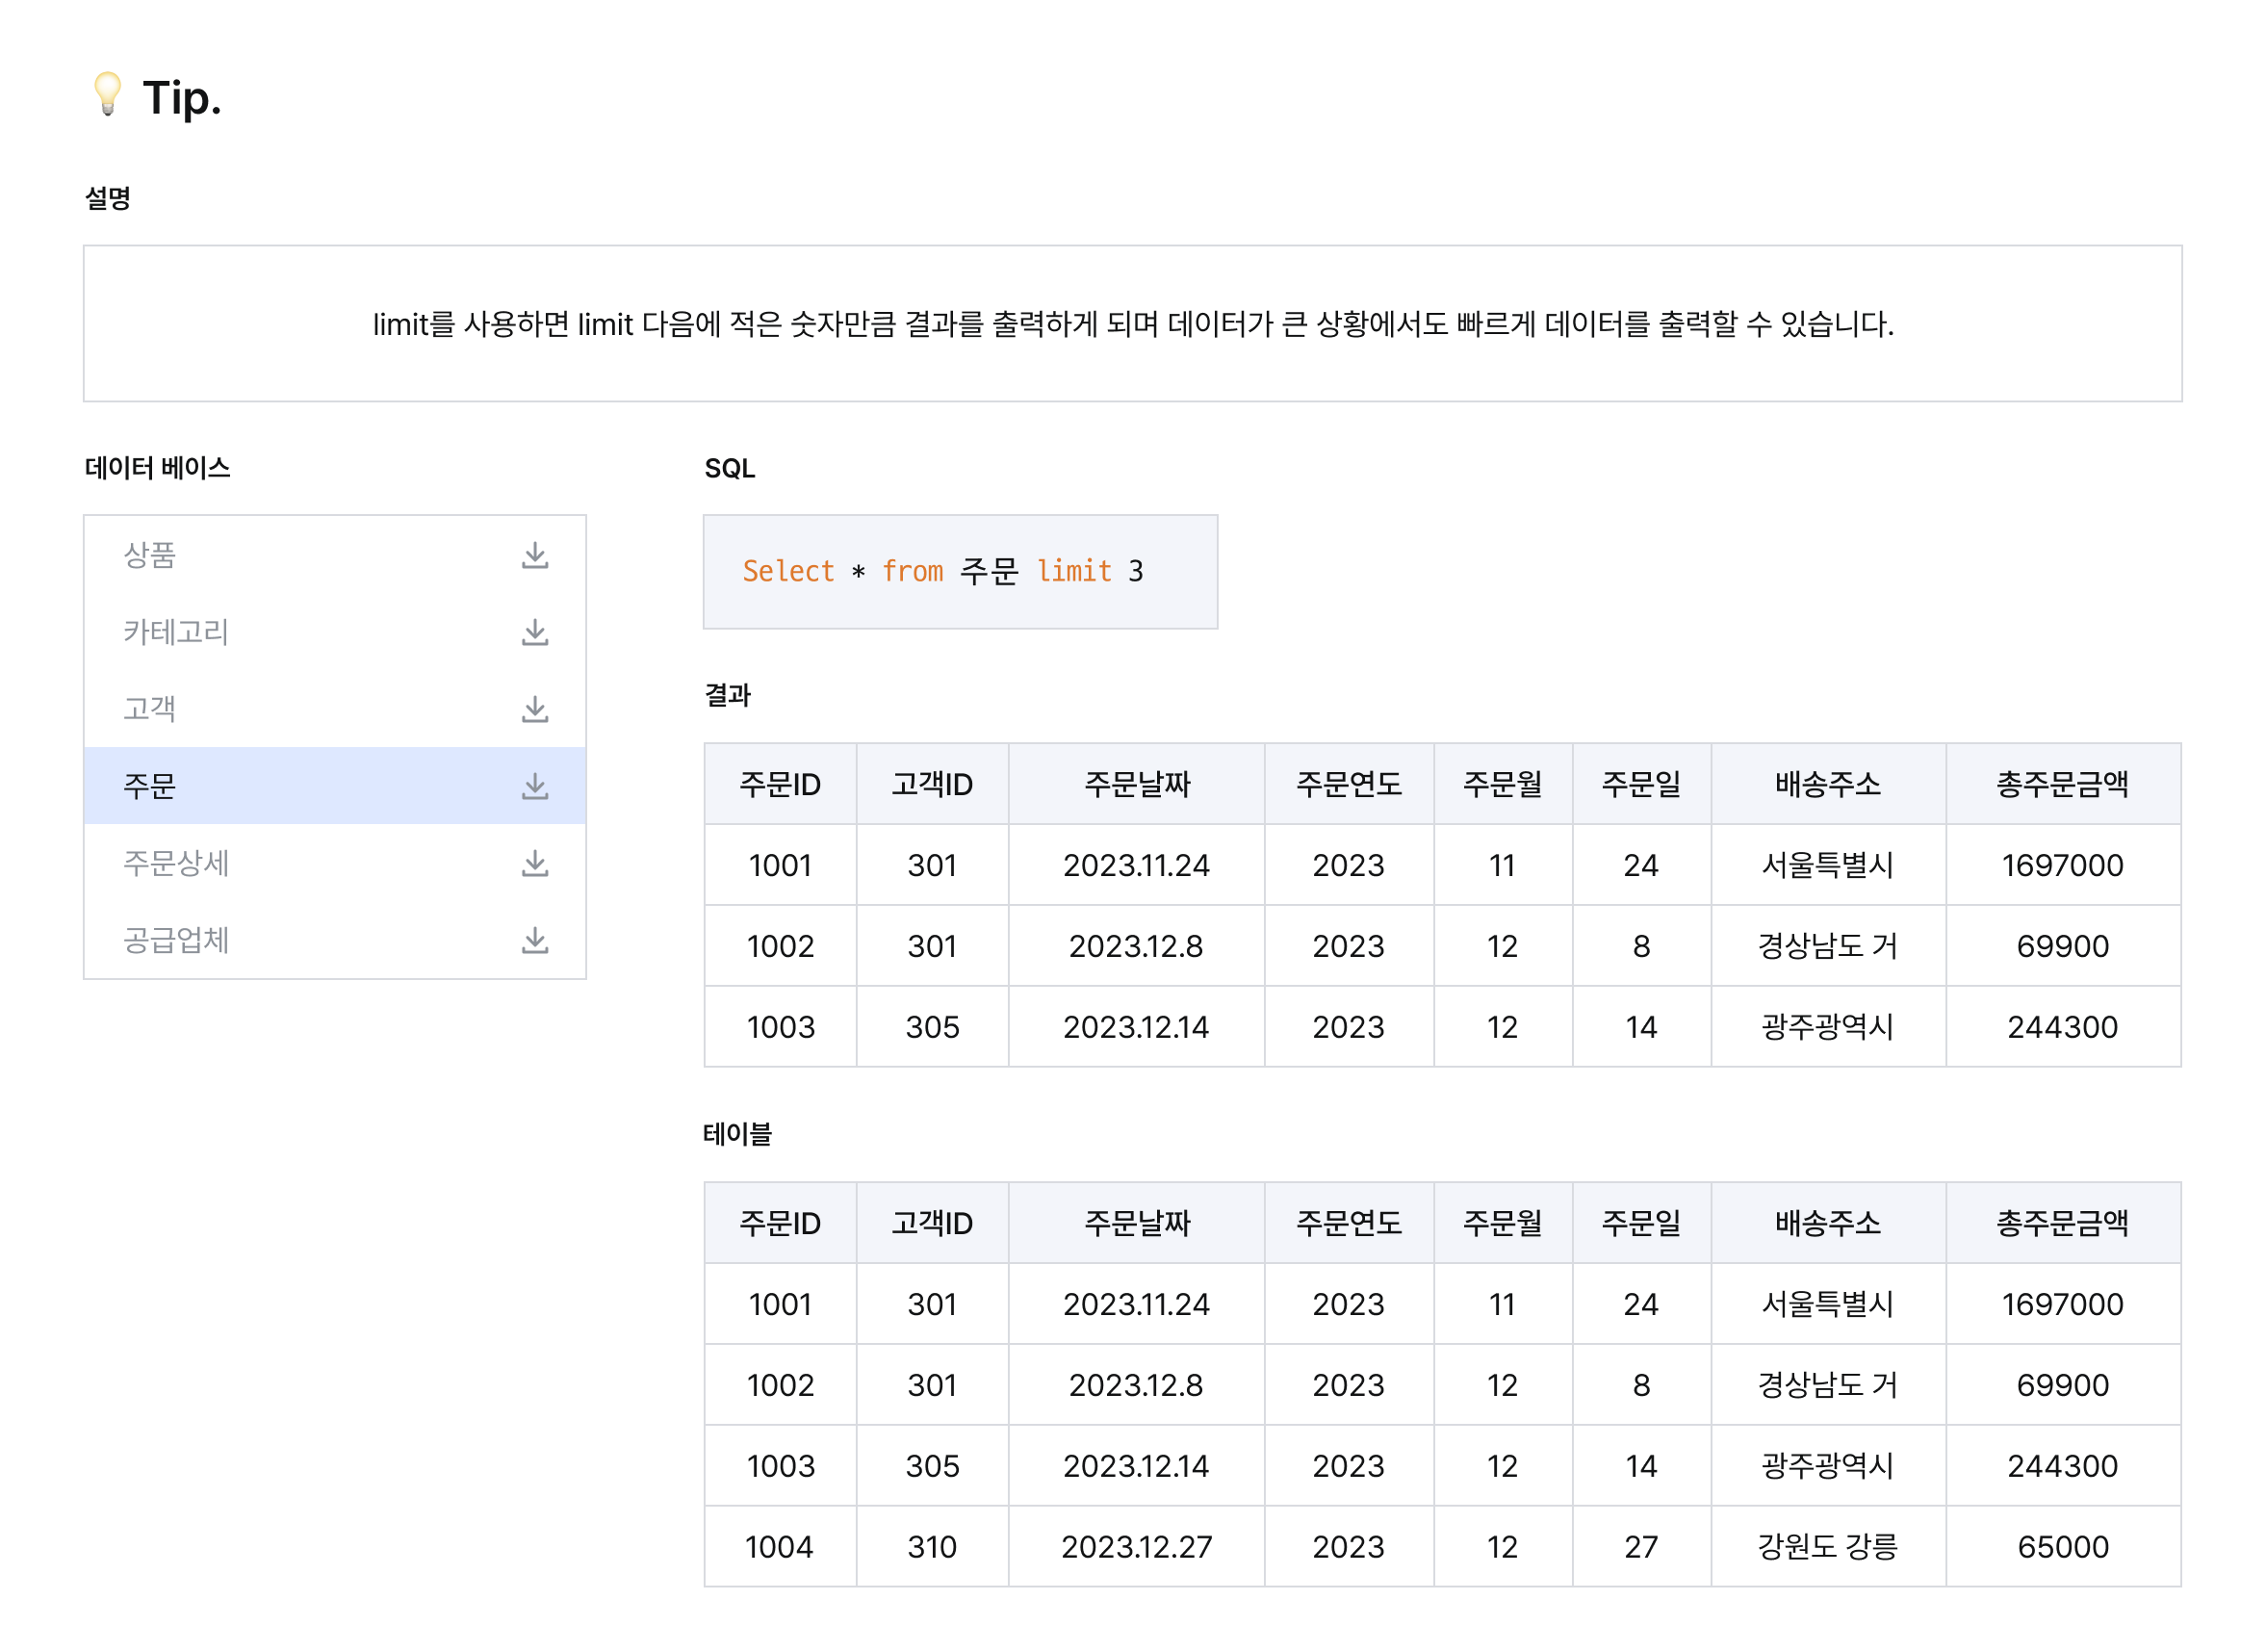 💡 Tip.
설명
limit를 사용하면 limit 다음에 적은 숫자만큼 결과를 출력하게 되며 데이터가 큰 상황에서도 빠르게 데이터를 출력할 수 있습니다.
데이터 베이스
상품
카테고리
고객
주문
주문상세
공급업체
SQL
Select * from 주문 limit 3
결과
주문ID 고객ID 주문날짜 주문연도 주문월 주문일 배송주소 총주문금액
1001 301 2023.11.24 2023 11 24 서울특별시 1697000
1002 301 2023.12.8 2023 12 8 경상남도 거 69900
1003 305 2023.12.14 2023 12 14 광주광역시 244300
테이블
주문ID 고객ID 주문날짜 주문연도 주문월 주문일 배송주소 총주문금액
1001 301 2023.11.24 2023 11 24 서울특별시 1697000
1002 301 2023.12.8 2023 12 8 경상남도 거 69900
1003 305 2023.12.14 2023 12 14 광주광역시 244300
1004 310 2023.12.27 2023 12 27 강원도 강릉 65000